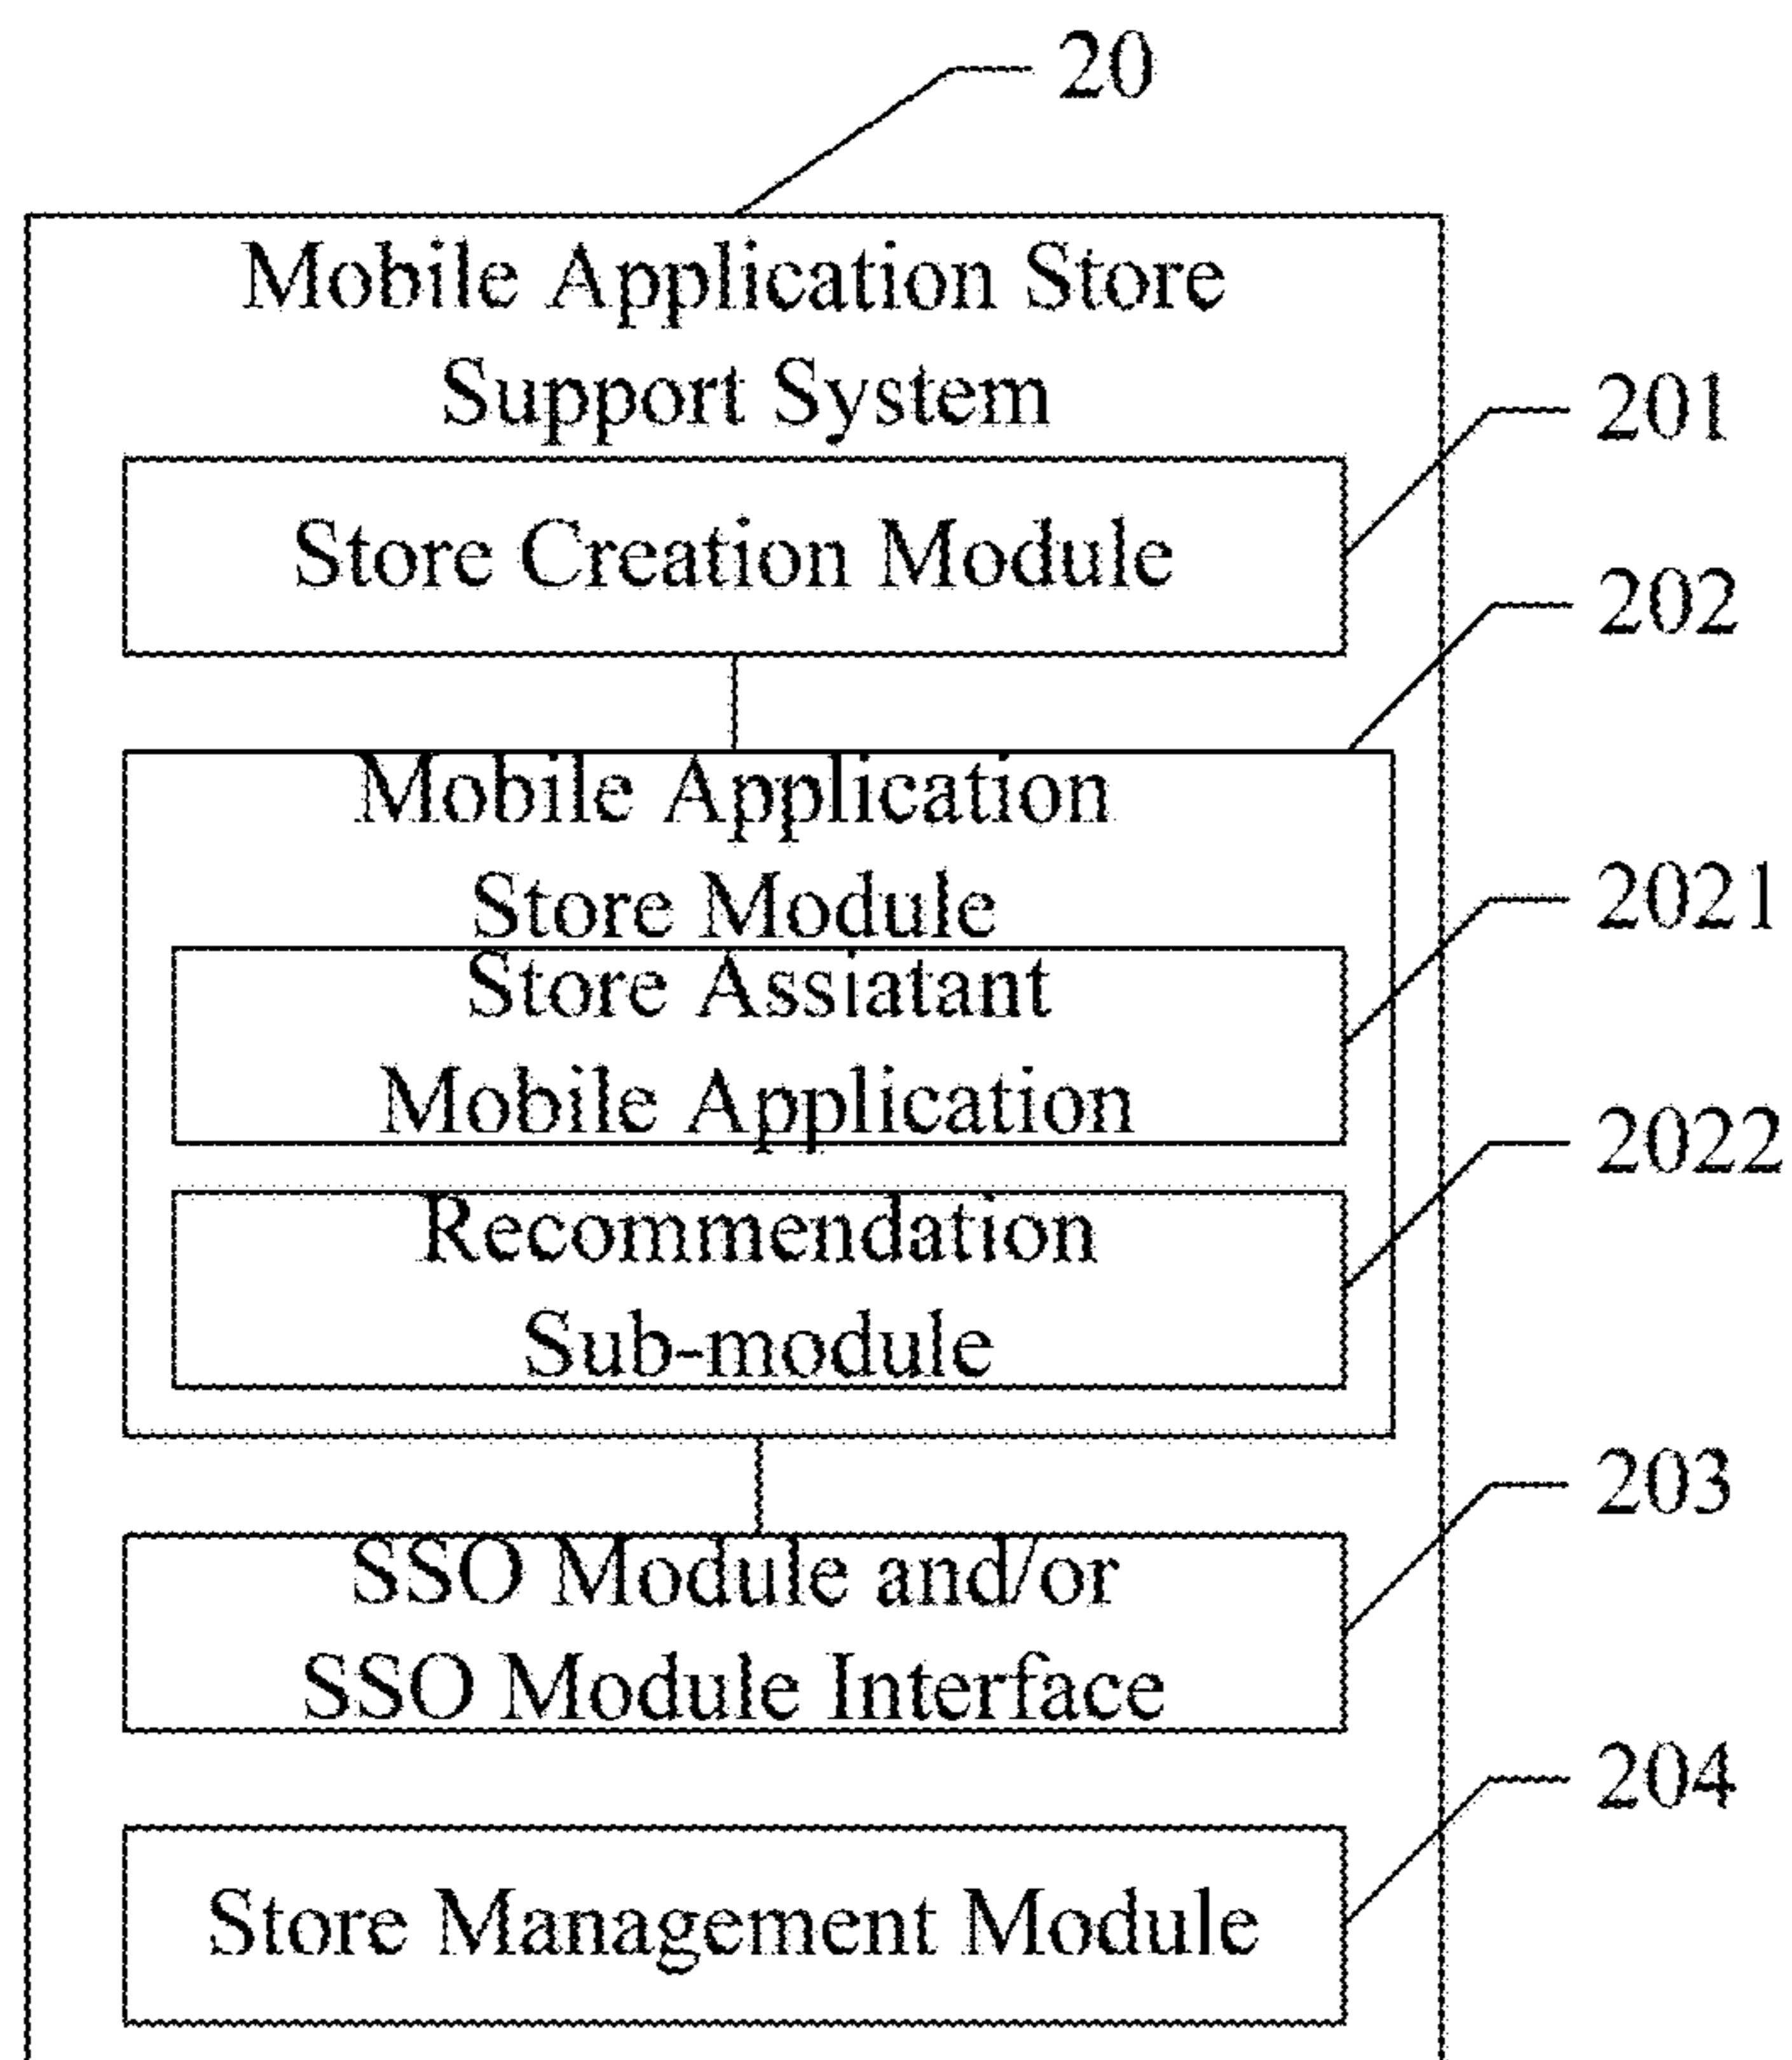 20
Mobile Application Store
Support System
201
Store Creation Module
202
Mobile Application
Store Module
2021
Store Assiatant
Mobile Application
2022
Recommendation
Sub-module
203
SSO Module and/or
SSO Module Interface
204
Store Management Module